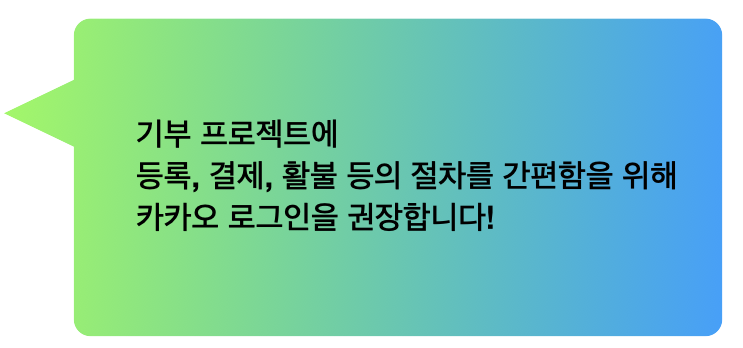 기부 프로젝트에
등록, 결제, 활불 등의 절차를 간편함을 위해
카카오 로그인을 권장합니다!